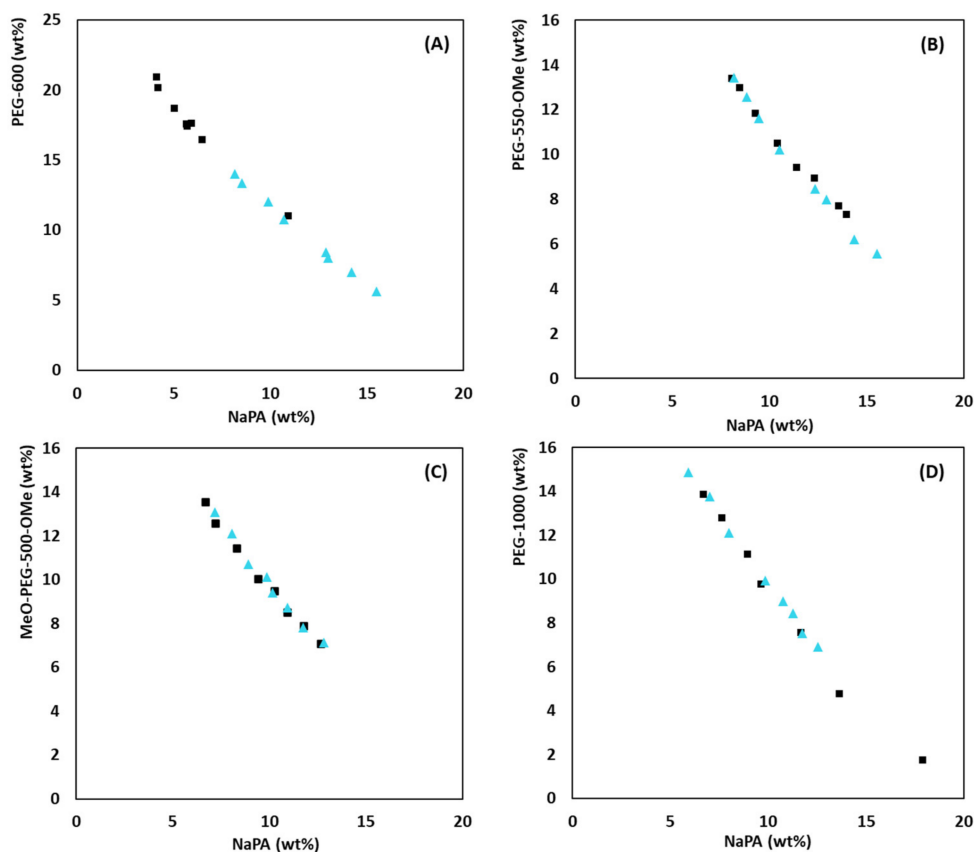 (A)
PEG-600 (wt%)
25
20
15
10
5
0
0 5 10 15 20
NaPA (wt%)
(B)
PEG-550-OMe (wt%)
16
14
12
10
8
6
4
2
0
0 5 10 15 20
NaPA (wt%)
(C)
MeO-PEG-500-OMe (wt%)
16
14
12
10
8
6
4
2
0
0 5 10 15 20
NaPA (wt%)
(D)
PEG-1000 (wt%)
16
14
12
10
8
6
4
2
0
0 5 10 15 20
NaPA (wt%)